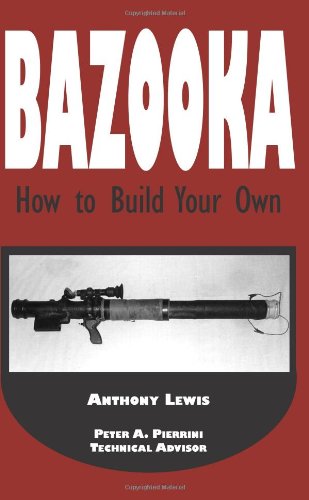 BAZOOKA
How to Build Your Own
Anthony Lewis
Peter A. Pierrini
Technical Advisor